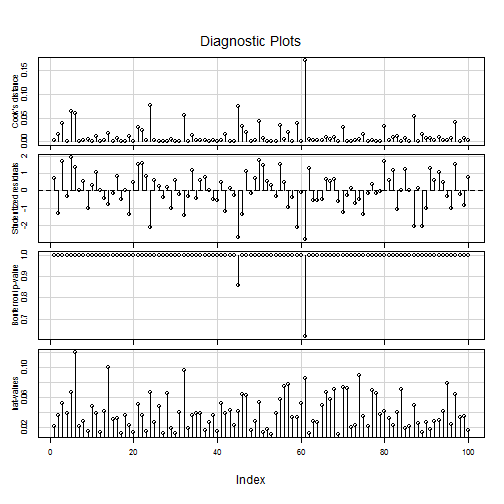 Diagnostic Plots
Cook's distance
0.00 0.05 0.10 0.15
Studentized residuals
-2 -1 0 1 2
Bonferroni p-value
0.7 0.8 0.9 1.0
hat-values
0.02 0.06 0.10
0 20 40 60 80 100
Index